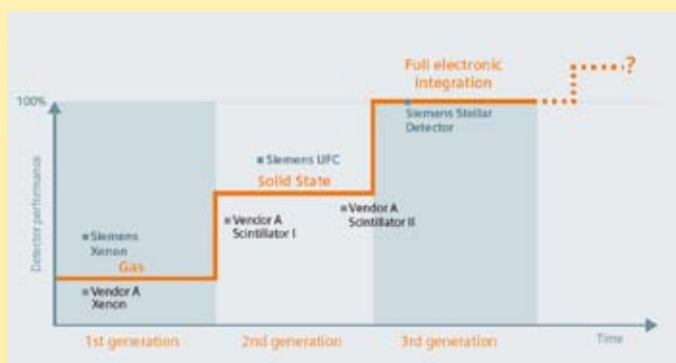 Full electronic
integration
?
100%
Siemens Stellar
Detector
Siemens UFC
Solid State
Vendor A
Scintillator I
Vendor A
Scintillator II
Detector performance
Siemens
Xenon
Gas
Vendor A
Xenon
1st generation
2nd generation
3rd generation
Time